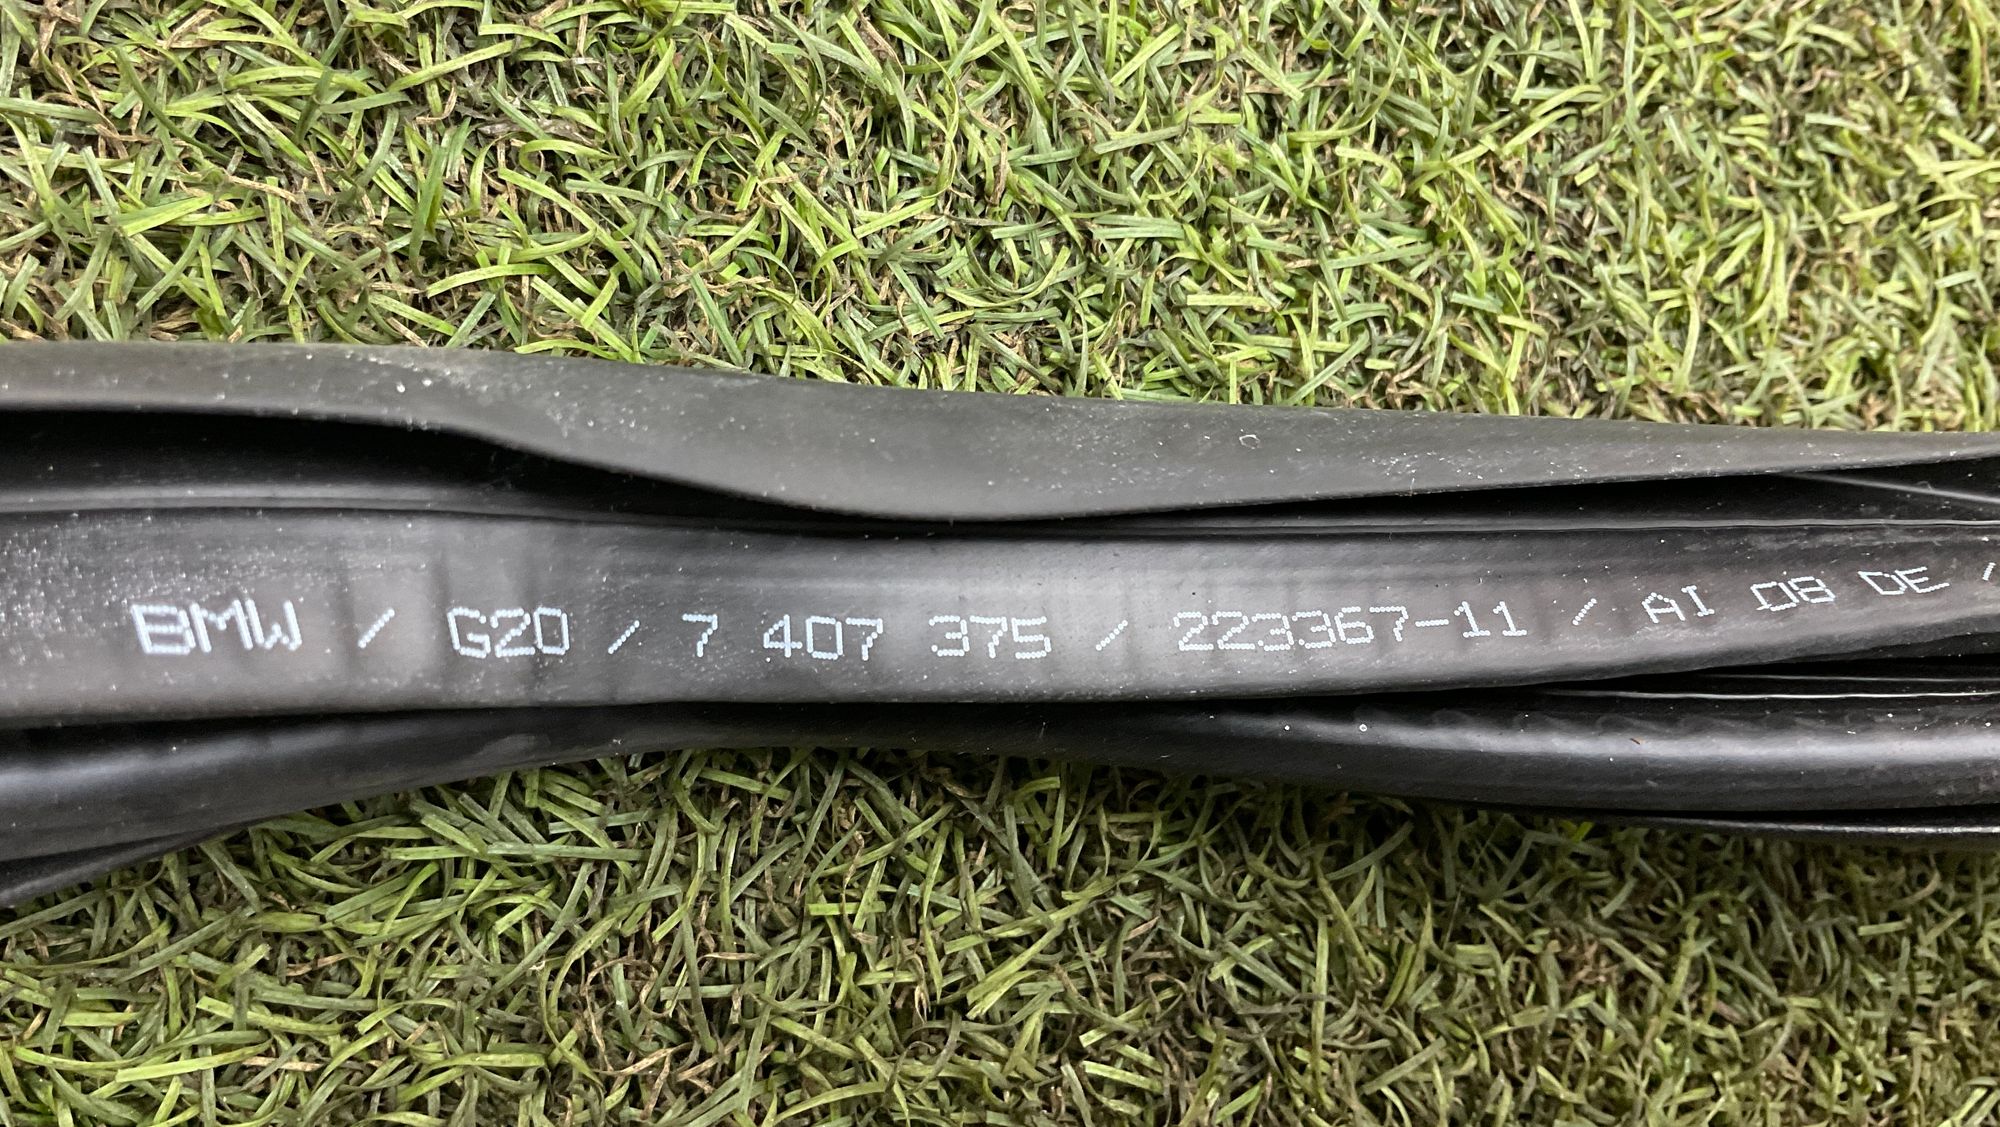 BMW / G20 / 7 407 375 / 223367-11 / AI 08 DE /